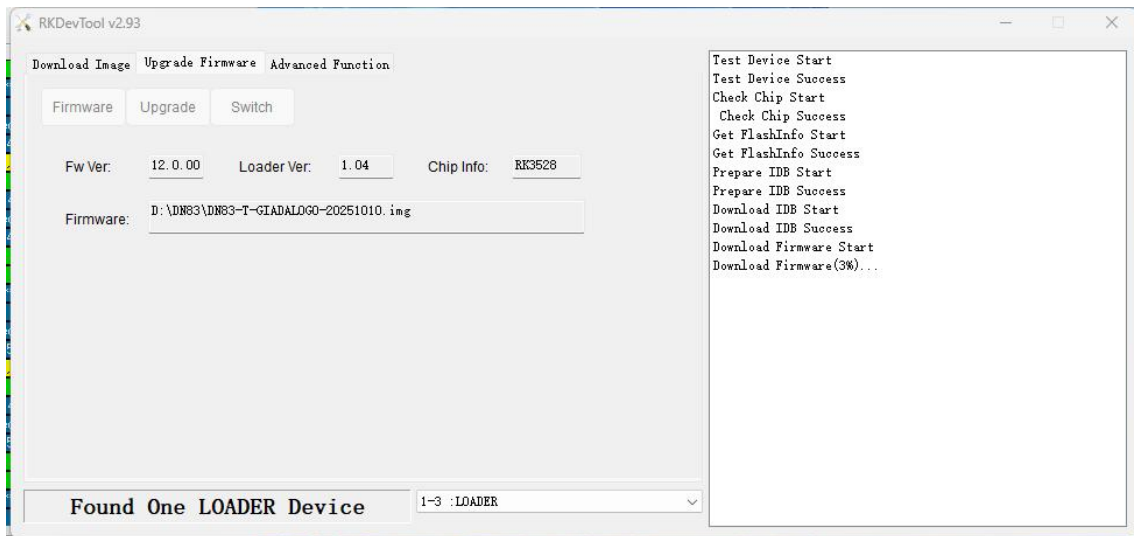 RKDevTool v2.93
Download Image Upgrade Firmware Advanced Function
Firmware Upgrade Switch
Fw Ver: 12.0.00 Loader Ver: 1.04 Chip Info: RK3528
Firmware: D:\DN83\DN83-T-GIADALOGO-20251010.img
Found One LOADER Device
1-3 :LOADER
Test Device Start
Test Device Success
Check Chip Start
Check Chip Success
Get FlashInfo Start
Get FlashInfo Success
Prepare IDB Start
Prepare IDB Success
Download IDB Start
Download IDB Success
Download Firmware Start
Download Firmware(3%)...